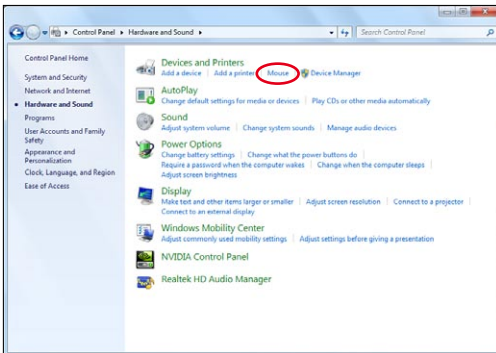 Control Panel ▸ Hardware and Sound ▸
Search Control Panel
Control Panel Home
System and Security
Network and Internet
Hardware and Sound
Programs
User Accounts and Family
Safety
Appearance and
Personalization
Clock, Language, and Region
Ease of Access
Devices and Printers
Add a device | Add a printer | Mouse | Device Manager
AutoPlay
Change default settings for media or devices | Play CDs or other media automatically
Sound
Adjust system volume | Change system sounds | Manage audio devices
Power Options
Change battery settings | Change what the power buttons do
Require a password when the computer wakes | Change when the computer sleeps
Adjust screen brightness
Display
Make text and other items larger or smaller | Adjust screen resolution | Connect to a projector
Connect to an external display
Windows Mobility Center
Adjust commonly used mobility settings | Adjust settings before giving a presentation
NVIDIA Control Panel
Realtek HD Audio Manager